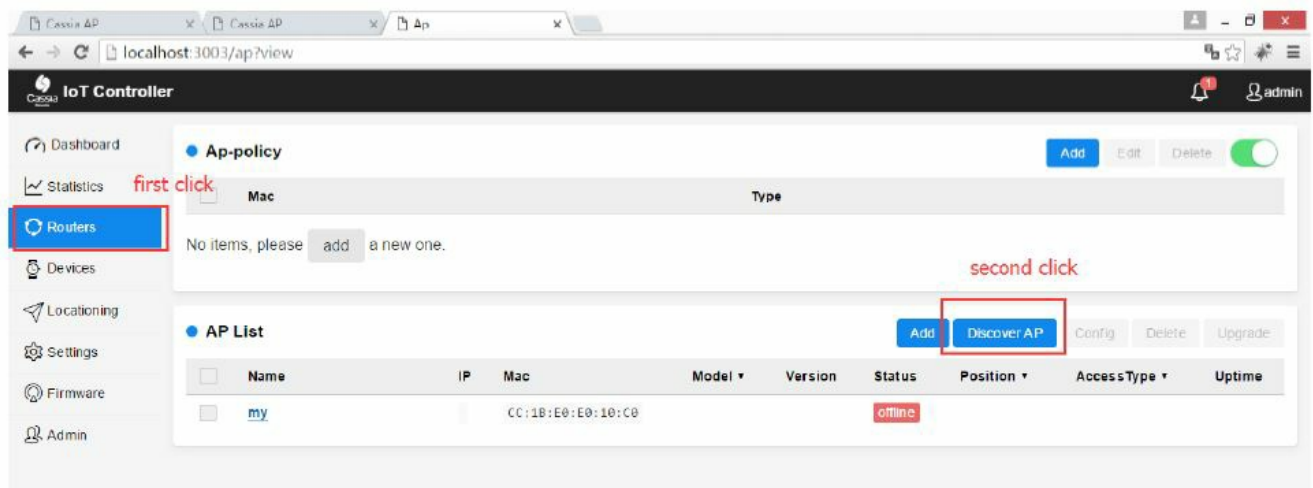 Cassia AP Cassia AP Ap
localhost:3003/ap?view
Cassia IoT Controller 1 admin
Dashboard
Ap-policy Add Edit Delete
Statistics first click
Mac Type
Routers
No items, please add a new one.
Devices second click
Locationing
AP List Add Discover AP Config Delete Upgrade
Settings
Name IP Mac Model Version Status Position AccessType Uptime
Firmware
my CC:1B:E0:E0:10:C0 offline
Admin